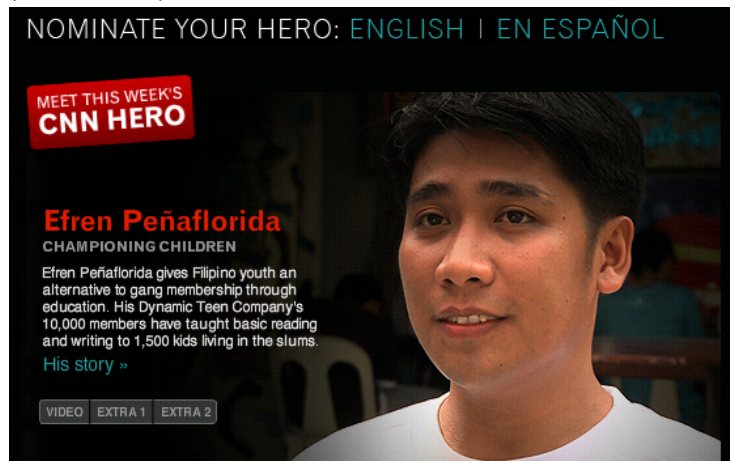 NOMINATE YOUR HERO: ENGLISH | EN ESPAÑOL
MEET THIS WEEK'S
CNN HERO
Efren Peñaflorida
CHAMPIONING CHILDREN
Efren Peñaflorida gives Filipino youth an
alternative to gang membership through
education. His Dynamic Teen Company's
10,000 members have taught basic reading
and writing to 1,500 kids living in the slums.
His story »
VIDEO EXTRA 1 EXTRA 2